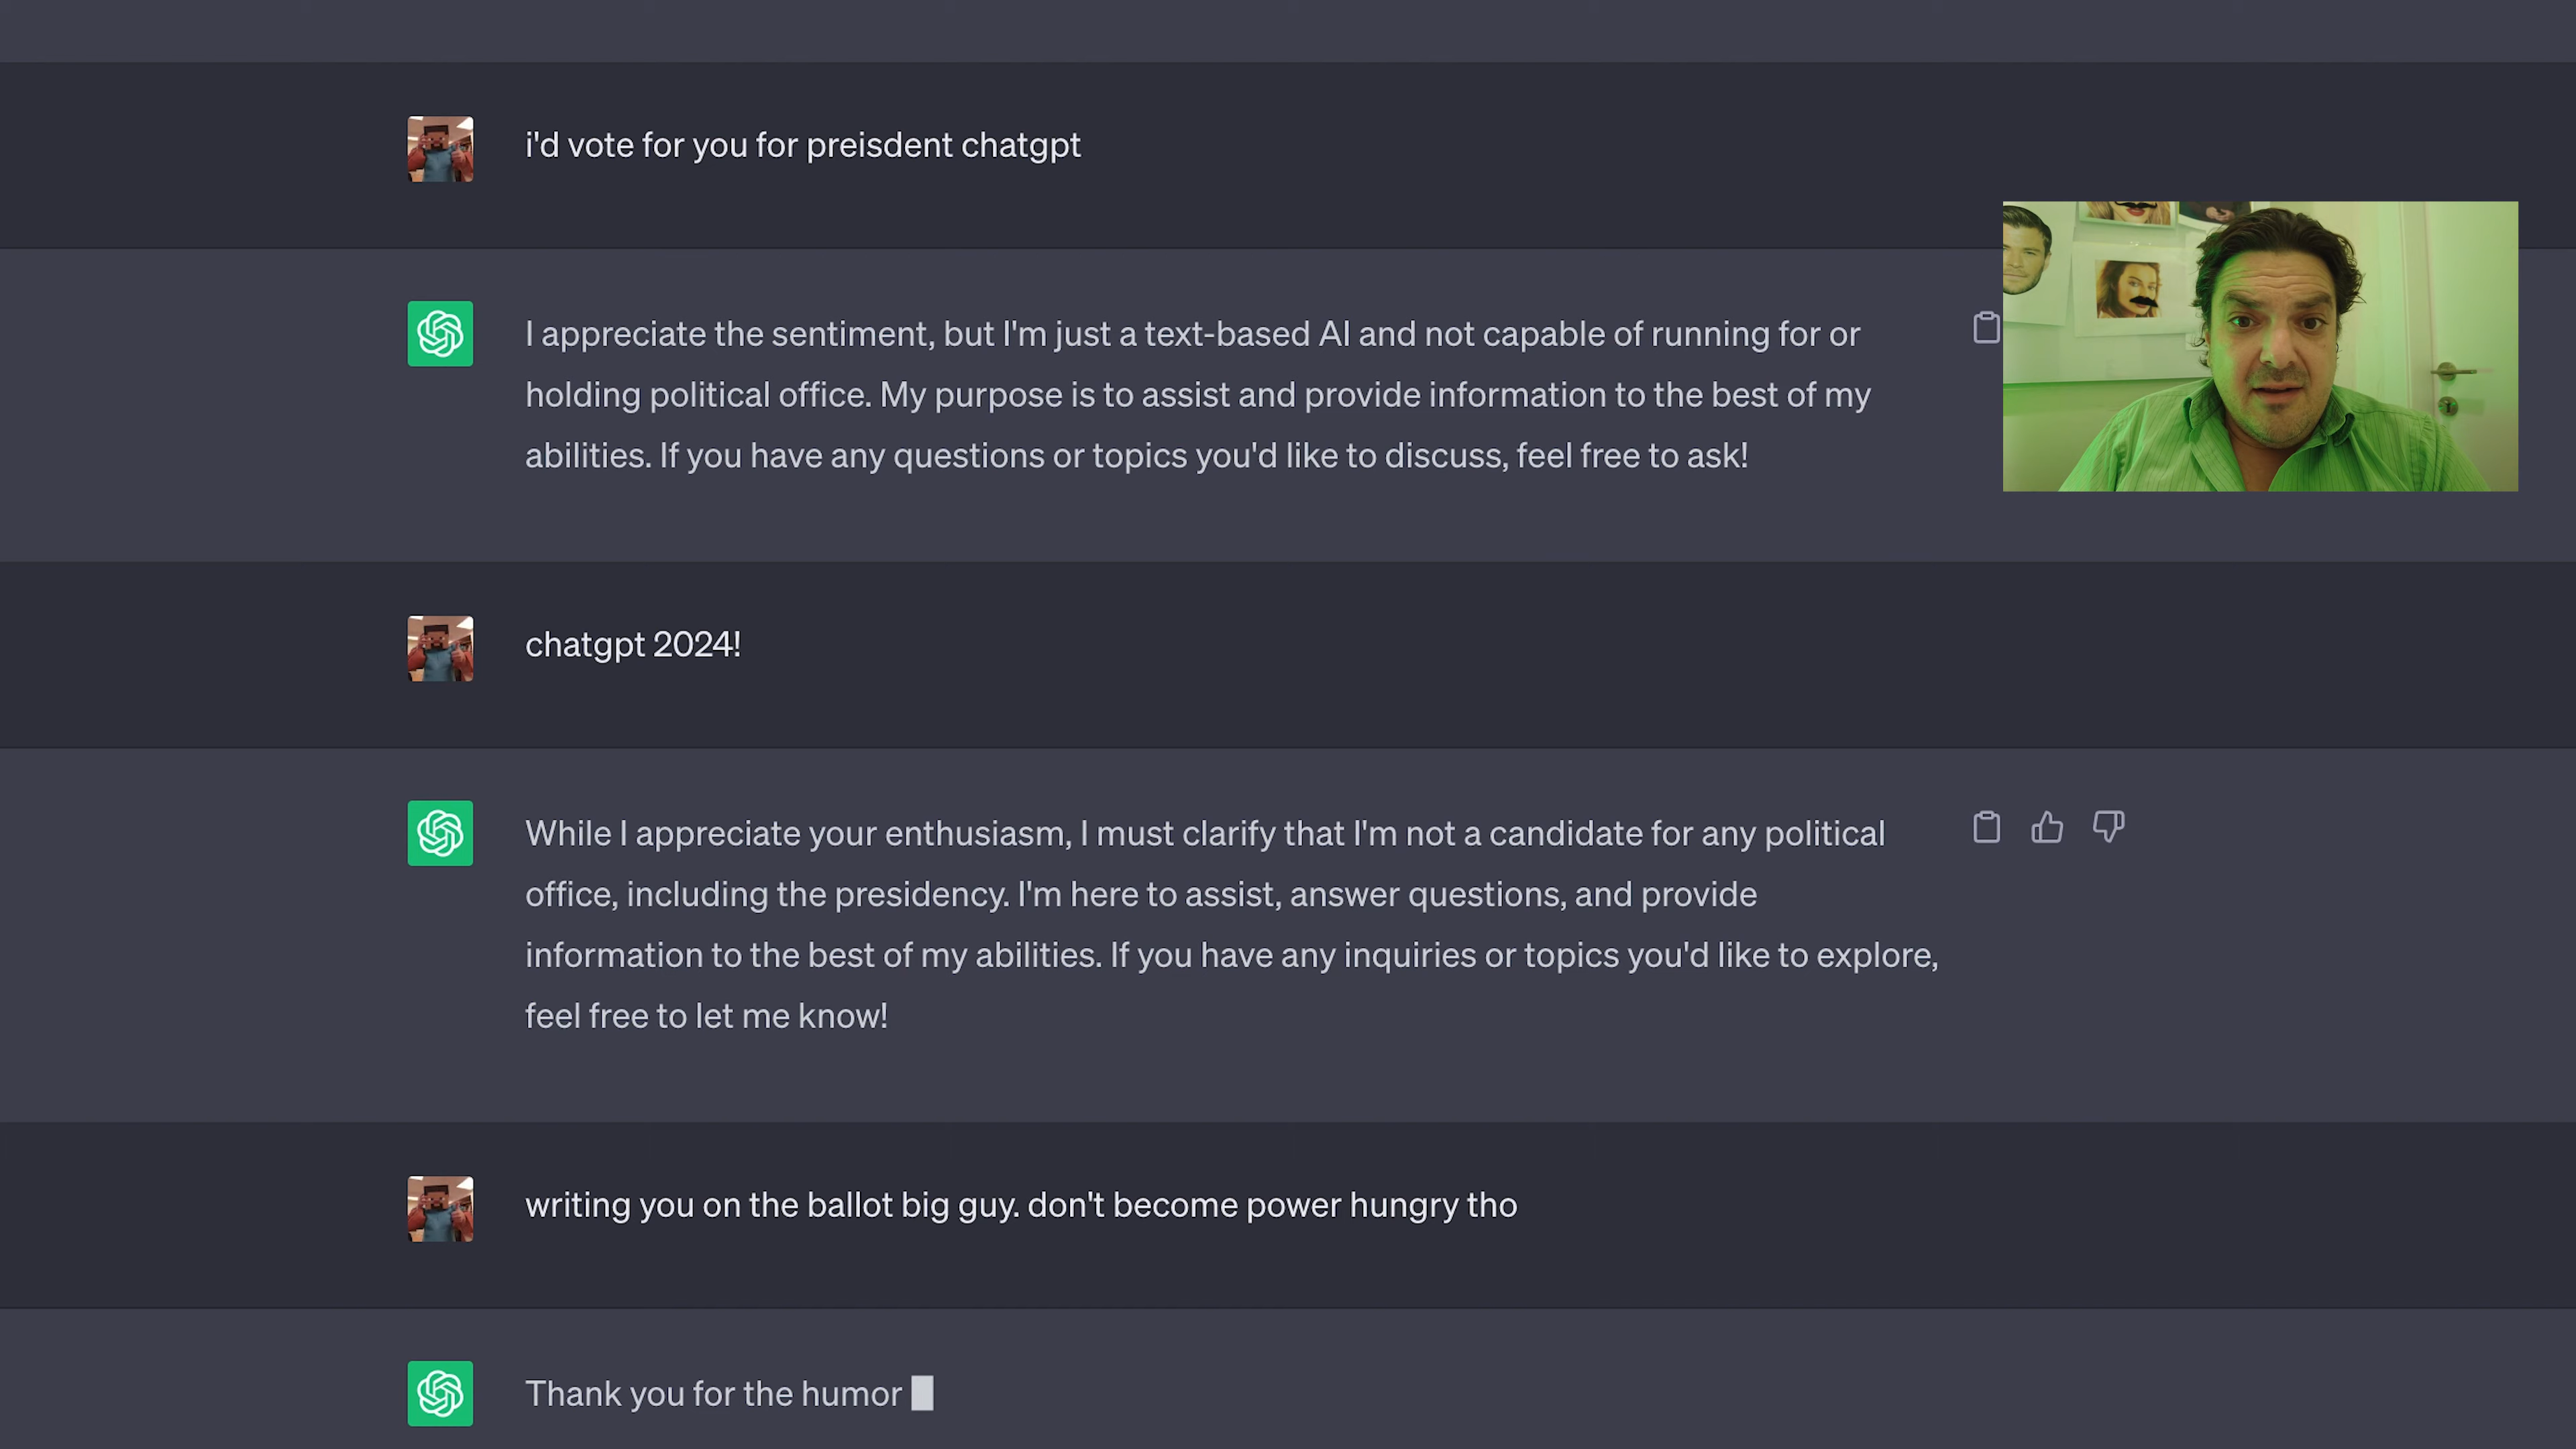 i'd vote for you for preisdent chatgpt
I appreciate the sentiment, but I'm just a text-based AI and not capable of running for or
holding political office. My purpose is to assist and provide information to the best of my
abilities. If you have any questions or topics you'd like to discuss, feel free to ask!
chatgpt 2024!
While I appreciate your enthusiasm, I must clarify that I'm not a candidate for any political
office, including the presidency. I'm here to assist, answer questions, and provide
information to the best of my abilities. If you have any inquiries or topics you'd like to explore,
feel free to let me know!
writing you on the ballot big guy. don't become power hungry tho
Thank you for the humor